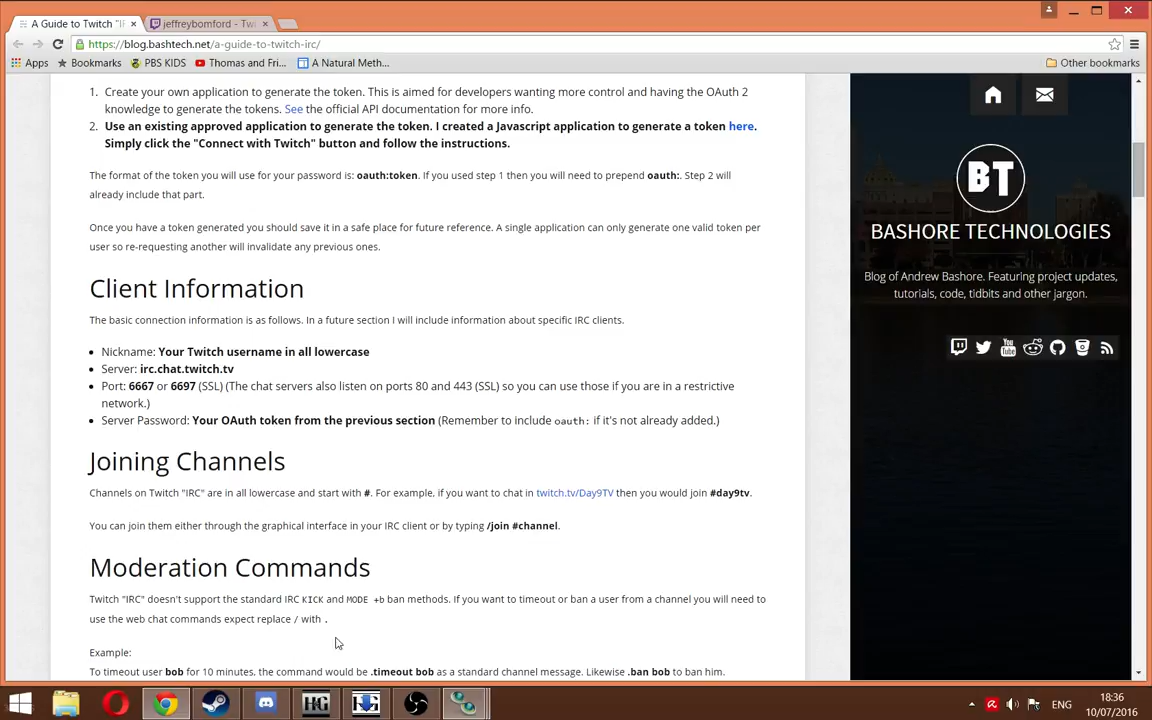 A Guide to Twitch "I
jeffreybomford - Twi
https://blog.bashtech.net/a-guide-to-twitch-irc/
Apps
Bookmarks
PBS KIDS
Thomas and Fri...
A Natural Meth...
Other bookmarks
1. Create your own application to generate the token. This is aimed for developers wanting more control and having the OAuth 2
knowledge to generate the tokens. See the official API documentation for more info.
2. Use an existing approved application to generate the token. I created a Javascript application to generate a token here.
Simply click the "Connect with Twitch" button and follow the instructions.
The format of the token you will use for your password is: oauth:token. If you used step 1 then you will need to prepend oauth:. Step 2 will
already include that part.
Once you have a token generated you should save it in a safe place for future reference. A single application can only generate one valid token per
user so re-requesting another will invalidate any previous ones.
Client Information
The basic connection information is as follows. In a future section I will include information about specific IRC clients.
• Nickname: Your Twitch username in all lowercase
• Server: irc.chat.twitch.tv
• Port: 6667 or 6697 (SSL) (The chat servers also listen on ports 80 and 443 (SSL) so you can use those if you are in a restrictive
network.)
• Server Password: Your OAuth token from the previous section (Remember to include oauth: if it's not already added.)
Joining Channels
Channels on Twitch "IRC" are in all lowercase and start with #. For example, if you want to chat in twitch.tv/Day9TV then you would join #day9tv.
You can join them either through the graphical interface in your IRC client or by typing /join #channel.
Moderation Commands
Twitch "IRC" doesn't support the standard IRC KICK and MODE +b ban methods. If you want to timeout or ban a user from a channel you will need to
use the web chat commands expect replace / with .
Example:
To timeout user bob for 10 minutes, the command would be .timeout bob as a standard channel message. Likewise .ban bob to ban him.
BT
BASHORE TECHNOLOGIES
Blog of Andrew Bashore. Featuring project updates,
tutorials, code, tidbits and other jargon.
ENG
18:36
10/07/2016